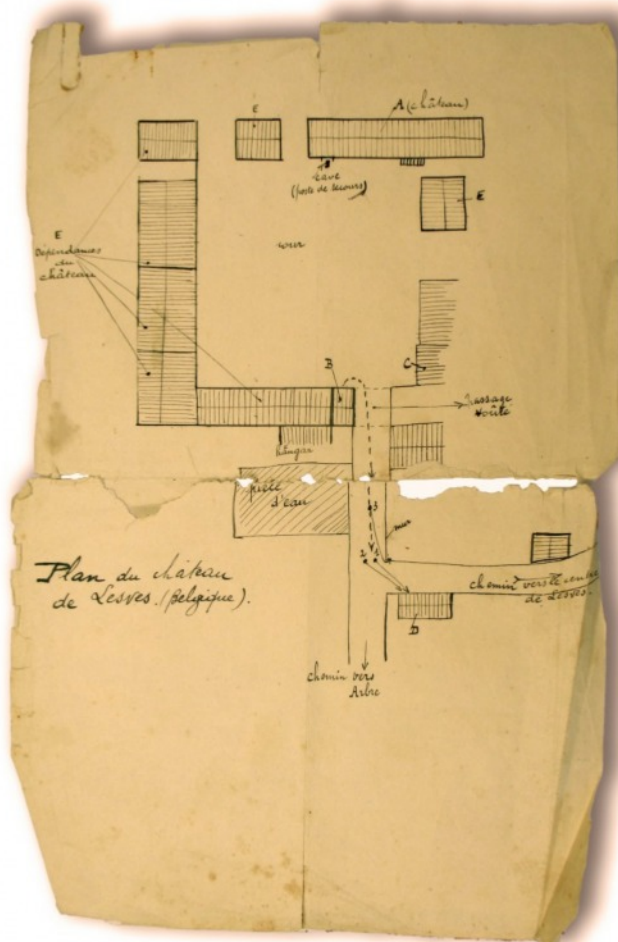 E
A (château)
cave
(poste de secours)
E
cour
E
Dépendances
du
château
B
C
Passage
voûté
hangar
pièce
d'eau
3
mur
2
Plan du château
de Lesves. (Belgique).
chemin vers le centre
de Lesves.
D
chemin vers
Arbre